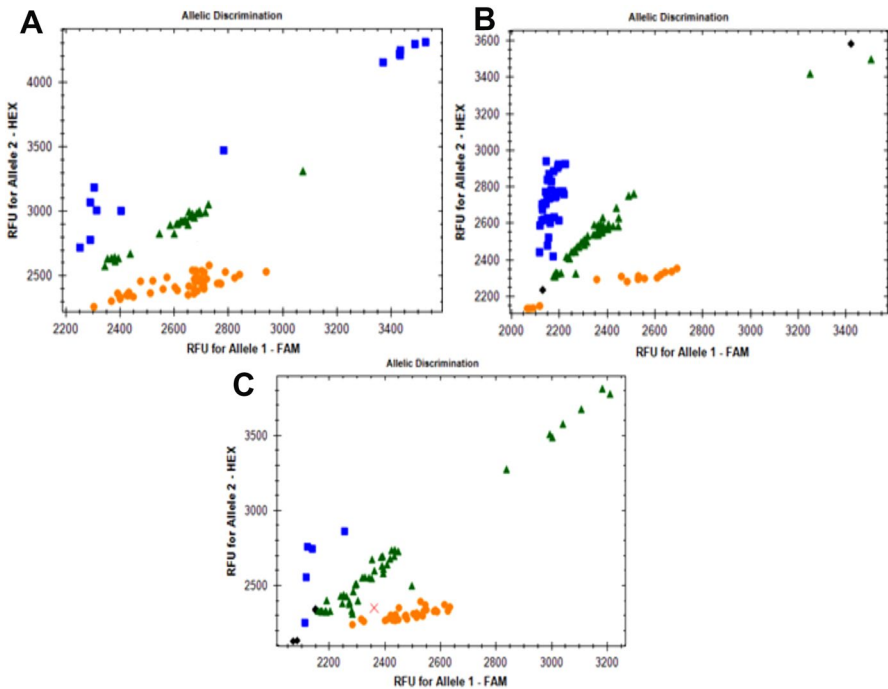 A
Allelic Discrimination
4000
3500
3000
2500
2200 2400 2600 2800 3000 3200 3400
RFU for Allele 1 - FAM
RFU for Allele 2 - HEX
B
Allelic Discrimination
3600
3400
3200
3000
2800
2600
2400
2200
2000 2200 2400 2600 2800 3000 3200 3400
RFU for Allele 1 - FAM
RFU for Allele 2 - HEX
C
Allelic Discrimination
3500
3000
2500
2200 2400 2600 2800 3000 3200
RFU for Allele 1 - FAM
RFU for Allele 2 - HEX